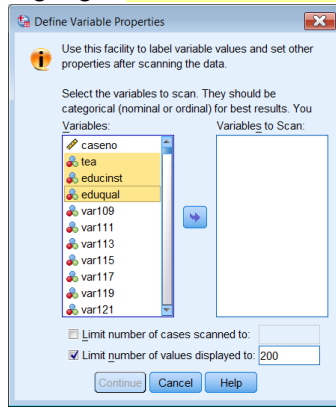 Define Variable Properties
Use this facility to label variable values and set other
properties after scanning the data.
Select the variables to scan. They should be
categorical (nominal or ordinal) for best results. You
Variables:
Variables to Scan:
caseno
tea
educinst
eduqual
var109
var111
var113
var115
var117
var119
var121
Limit number of cases scanned to:
Limit number of values displayed to: 200
Continue Cancel Help